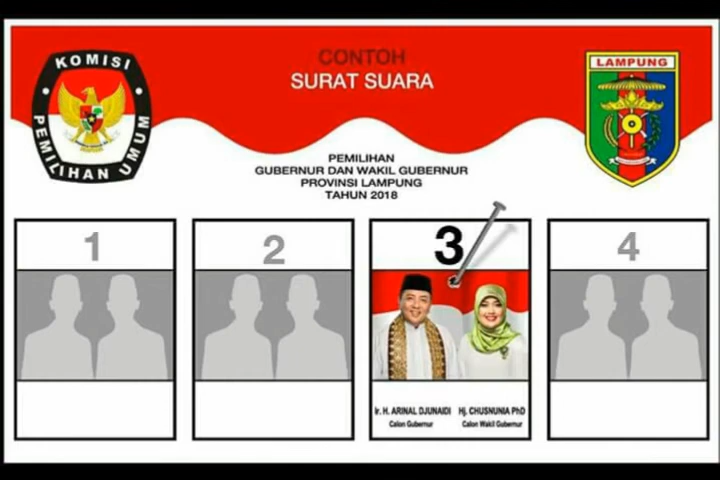 CONTOH
SURAT SUARA
KOMISI
PEMILIHAN UMUM
LAMPUNG
PEMILIHAN
GUBERNUR DAN WAKIL GUBERNUR
PROVINSI LAMPUNG
TAHUN 2018
1
2
3
4
Ir. H. ARINAL DJUNAIDI
Calon Gubernur
Hj. CHUSNUNIA PhD
Calon Wakil Gubernur